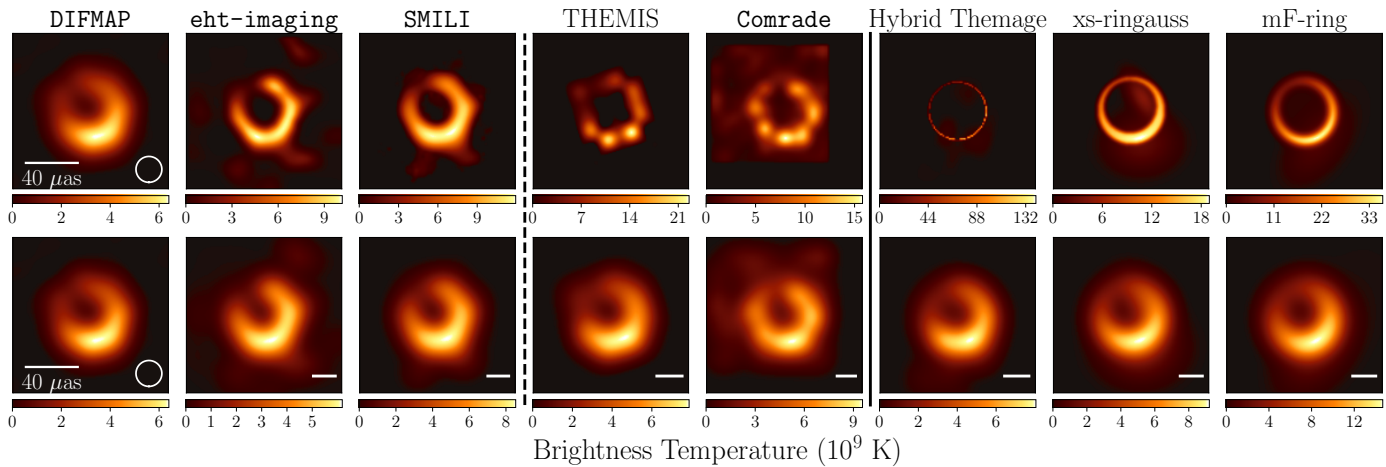 DIFMAP eht-imaging SMILI THEMIS Comrade Hybrid Themage xs-ringauss mF-ring
40 μas
0 2 4 6 0 3 6 9 0 3 6 9 0 7 14 21 0 5 10 15 0 44 88 132 0 6 12 18 0 11 22 33
40 μas
0 2 4 6 0 1 2 3 4 5 0 2 4 6 0 2 4 6 0 3 6 9 0 2 4 6 0 2 4 6 8 0 4 8 12
Brightness Temperature (10⁹ K)